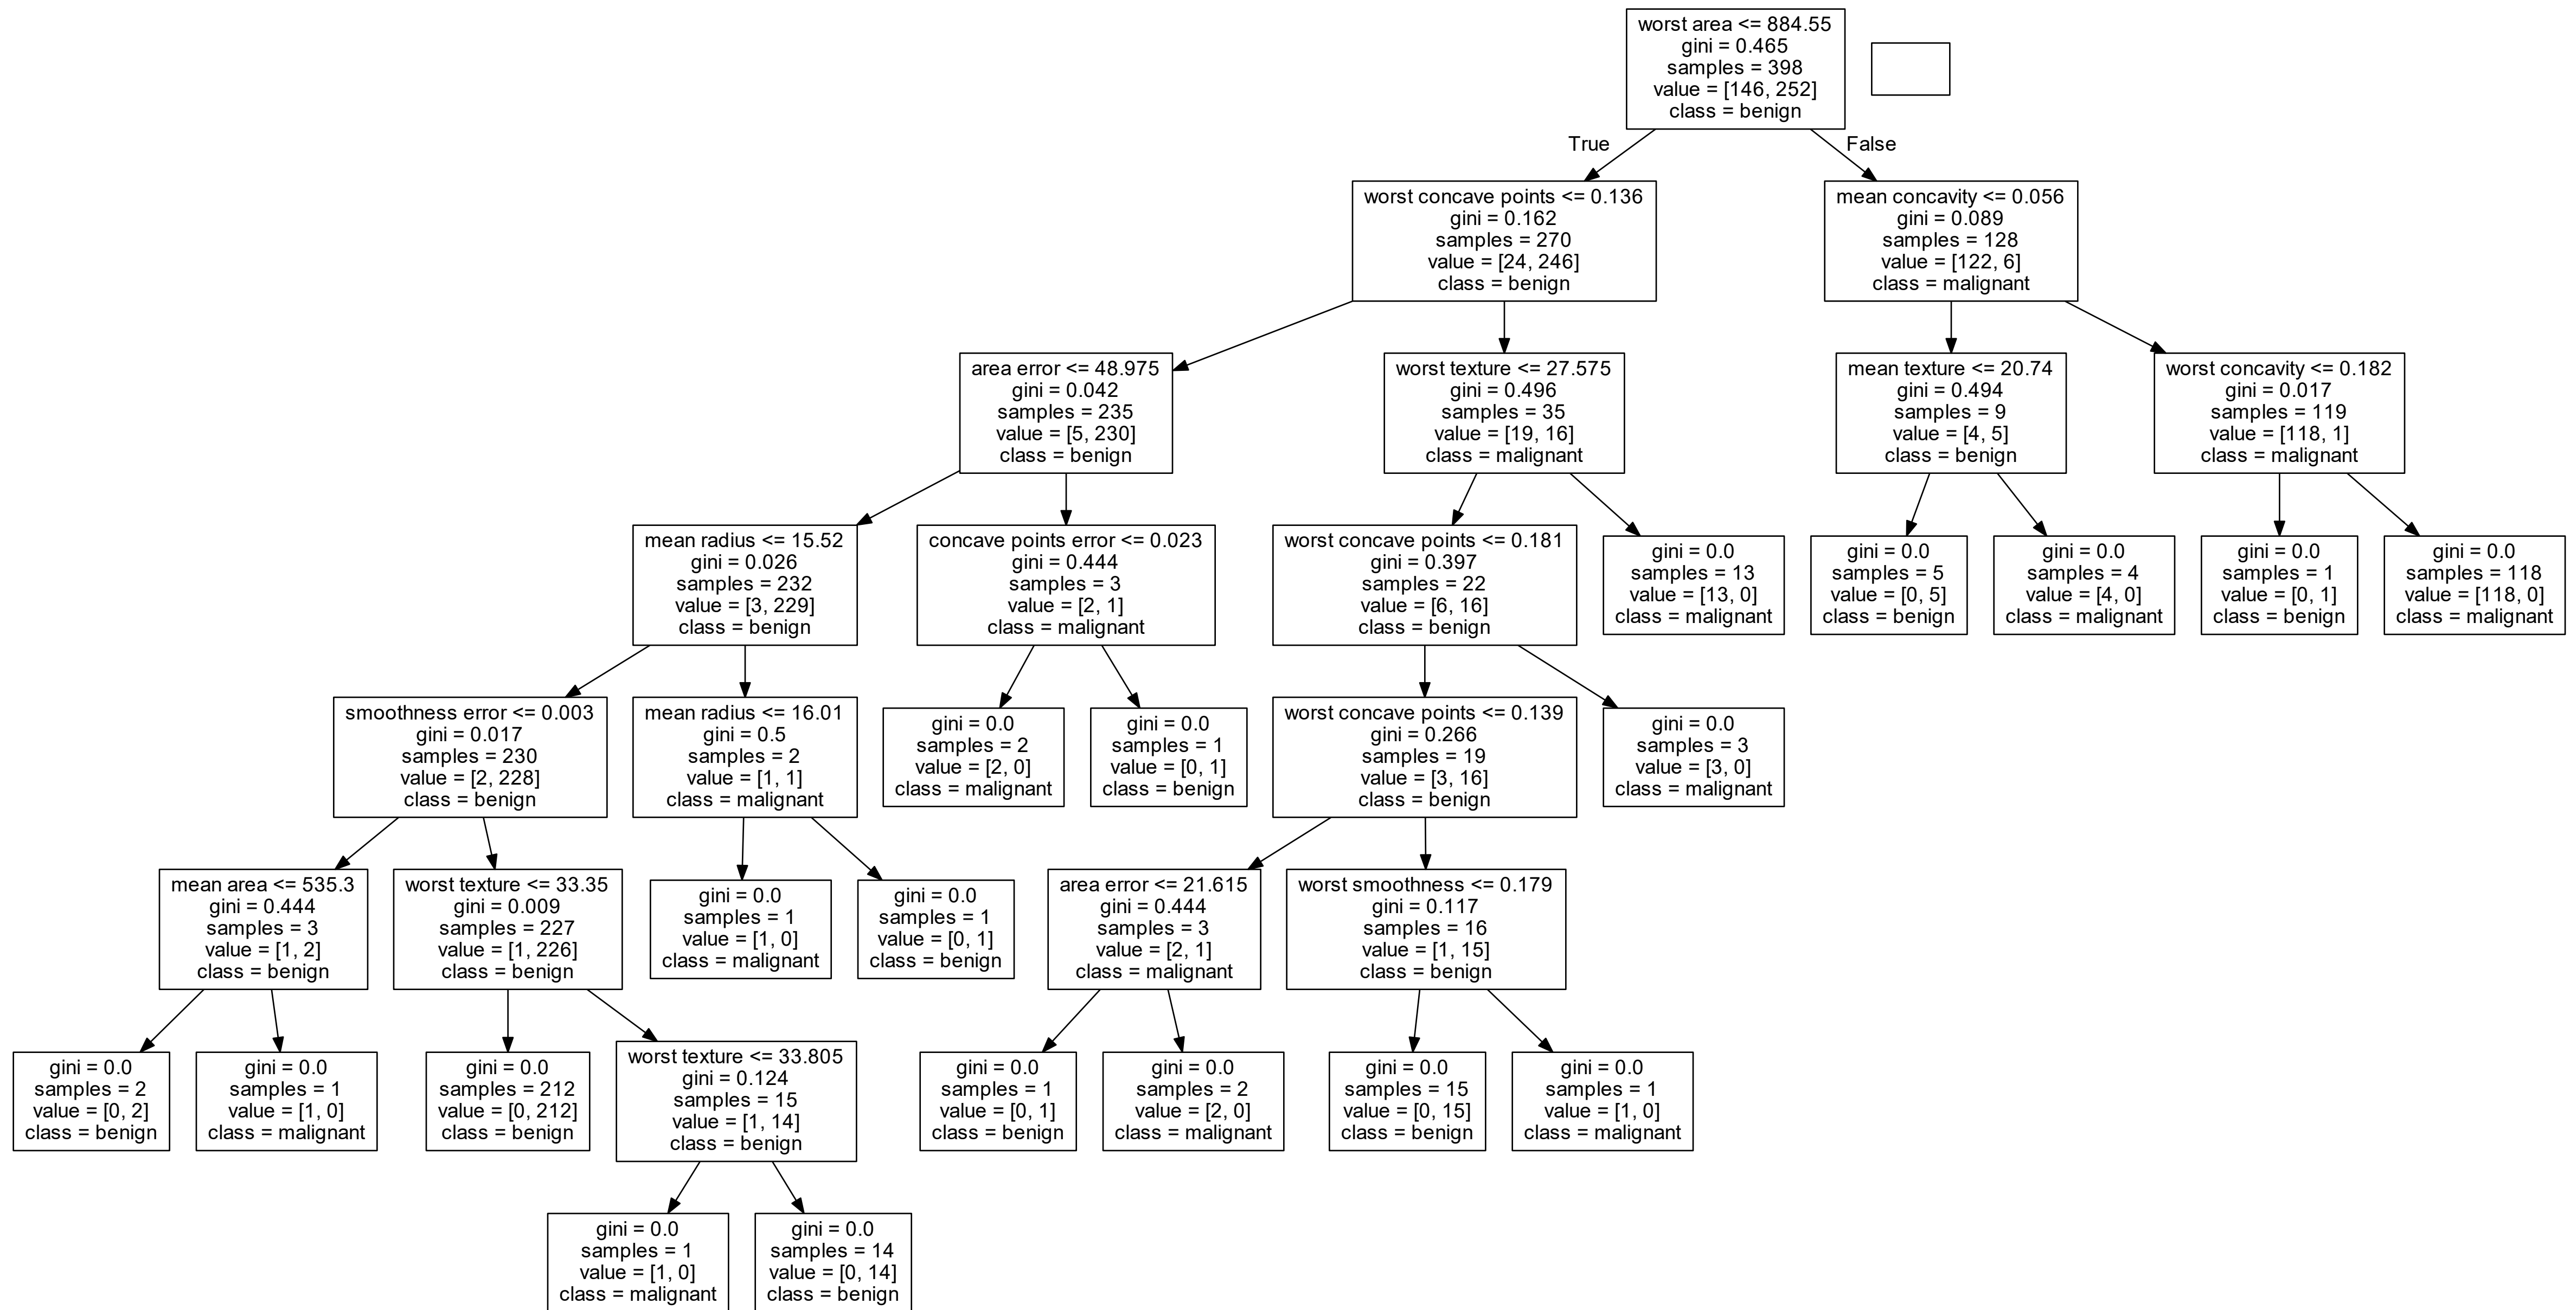 worst area <= 884.55
gini = 0.465
samples = 398
value = [146, 252]
class = benign
True
False
worst concave points <= 0.136
gini = 0.162
samples = 270
value = [24, 246]
class = benign
mean concavity <= 0.056
gini = 0.089
samples = 128
value = [122, 6]
class = malignant
area error <= 48.975
gini = 0.042
samples = 235
value = [5, 230]
class = benign
worst texture <= 27.575
gini = 0.496
samples = 35
value = [19, 16]
class = malignant
mean texture <= 20.74
gini = 0.494
samples = 9
value = [4, 5]
class = benign
worst concavity <= 0.182
gini = 0.017
samples = 119
value = [118, 1]
class = malignant
mean radius <= 15.52
gini = 0.026
samples = 232
value = [3, 229]
class = benign
concave points error <= 0.023
gini = 0.444
samples = 3
value = [2, 1]
class = malignant
worst concave points <= 0.181
gini = 0.397
samples = 22
value = [6, 16]
class = benign
gini = 0.0
samples = 13
value = [13, 0]
class = malignant
gini = 0.0
samples = 5
value = [0, 5]
class = benign
gini = 0.0
samples = 4
value = [4, 0]
class = malignant
gini = 0.0
samples = 1
value = [0, 1]
class = benign
gini = 0.0
samples = 118
value = [118, 0]
class = malignant
smoothness error <= 0.003
gini = 0.017
samples = 230
value = [2, 228]
class = benign
mean radius <= 16.01
gini = 0.5
samples = 2
value = [1, 1]
class = malignant
gini = 0.0
samples = 2
value = [2, 0]
class = malignant
gini = 0.0
samples = 1
value = [0, 1]
class = benign
worst concave points <= 0.139
gini = 0.266
samples = 19
value = [3, 16]
class = benign
gini = 0.0
samples = 3
value = [3, 0]
class = malignant
mean area <= 535.3
gini = 0.444
samples = 3
value = [1, 2]
class = benign
worst texture <= 33.35
gini = 0.009
samples = 227
value = [1, 226]
class = benign
gini = 0.0
samples = 1
value = [1, 0]
class = malignant
gini = 0.0
samples = 1
value = [0, 1]
class = benign
area error <= 21.615
gini = 0.444
samples = 3
value = [2, 1]
class = malignant
worst smoothness <= 0.179
gini = 0.117
samples = 16
value = [1, 15]
class = benign
gini = 0.0
samples = 2
value = [0, 2]
class = benign
gini = 0.0
samples = 1
value = [1, 0]
class = malignant
gini = 0.0
samples = 212
value = [0, 212]
class = benign
worst texture <= 33.805
gini = 0.124
samples = 15
value = [1, 14]
class = benign
gini = 0.0
samples = 1
value = [0, 1]
class = benign
gini = 0.0
samples = 2
value = [2, 0]
class = malignant
gini = 0.0
samples = 15
value = [0, 15]
class = benign
gini = 0.0
samples = 1
value = [1, 0]
class = malignant
gini = 0.0
samples = 1
value = [1, 0]
class = malignant
gini = 0.0
samples = 14
value = [0, 14]
class = benign